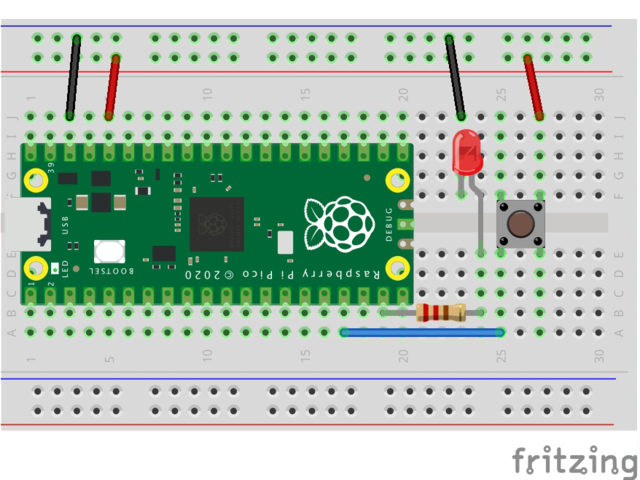 1 10 15 20 25 30
J J
I I
H H
G G
F F
39
USB
DEBUG
1
2
LED
BOOTSEL
Raspberry Pi Pico © 2020
E E
D D
C C
B B
A A
1 5 10 15 20 25 30
fritzing